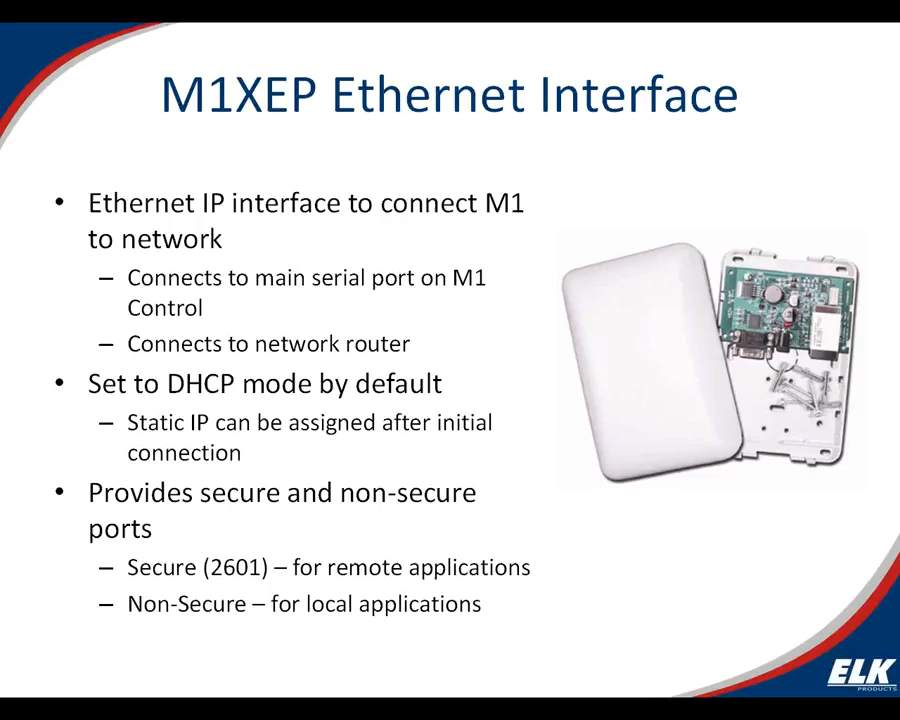 M1XEP Ethernet Interface
• Ethernet IP interface to connect M1
to network
– Connects to main serial port on M1
Control
– Connects to network router
• Set to DHCP mode by default
– Static IP can be assigned after initial
connection
• Provides secure and non-secure
ports
– Secure (2601) – for remote applications
– Non-Secure – for local applications
ELK
PRODUCTS